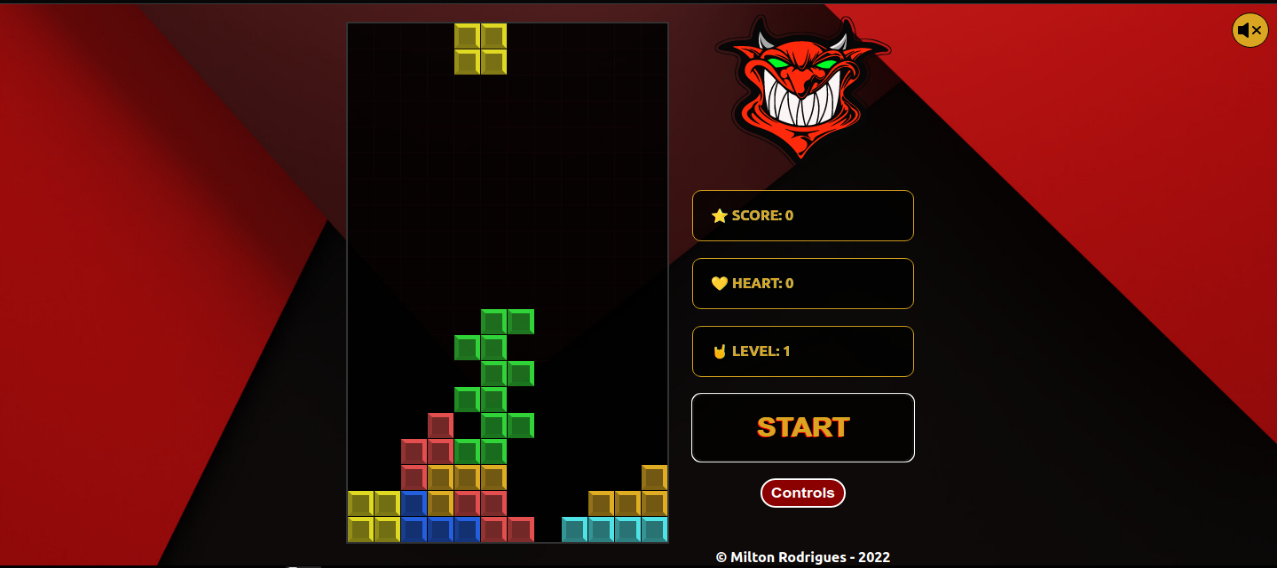 SCORE: 0
HEART: 0
LEVEL: 1
START
Controls
© Milton Rodrigues - 2022